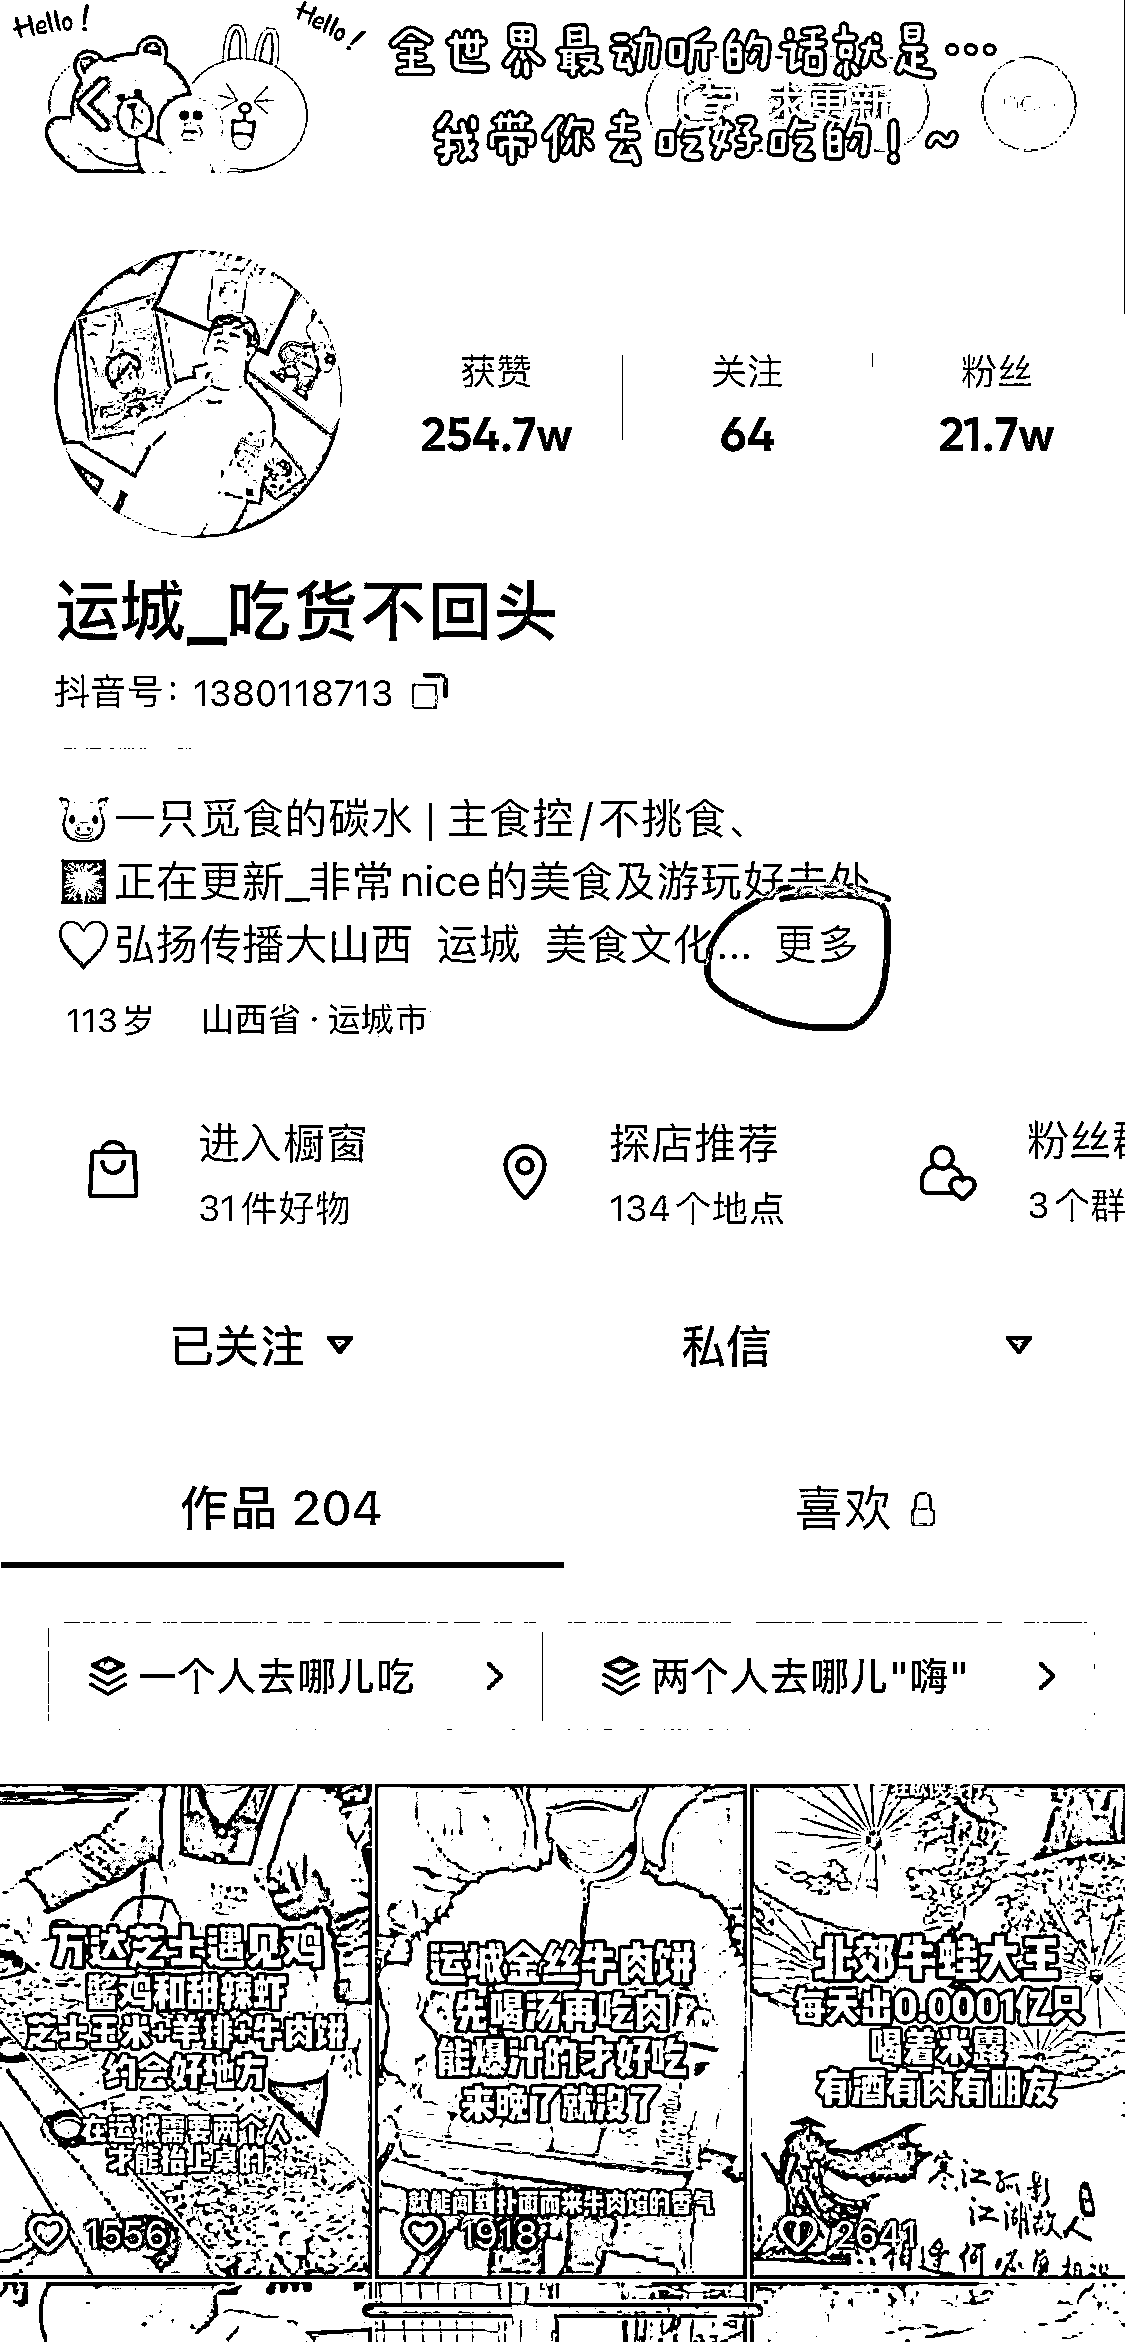 Hello!
Hello!
全世界最动听的话就是…
求更新
我带你去吃好吃的!~
获赞
关注
粉丝
254.7w
64
21.7w
运城_吃货不回头
抖音号: 1380118713
一只觅食的碳水 | 主食控/不挑食、
正在更新_非常nice的美食及游玩好去处
弘扬传播大山西 运城 美食文化... 更多
113岁 山西省·运城市
进入橱窗
31件好物
探店推荐
134个地点
粉丝群
3个群
已关注
私信
作品 204
喜欢
一个人去哪儿吃
两个人去哪儿"嗨"
万达芝士遇见鸡
酱鸡和甜辣虾
芝士玉米+羊排+牛肉饼
约会好地方
在运城需要两个人
才能抬上桌的
1556
运城金丝牛肉饼
先喝汤再吃肉
能爆汁的才好吃
来晚了就没了
就能闻到扑面而来牛肉馅的香气
1918
北郊牛蛙大王
每天出0.0001亿只
喝着米露
有酒有肉有朋友
寒江孤影
江湖故人
相逢何必曾相识
2641